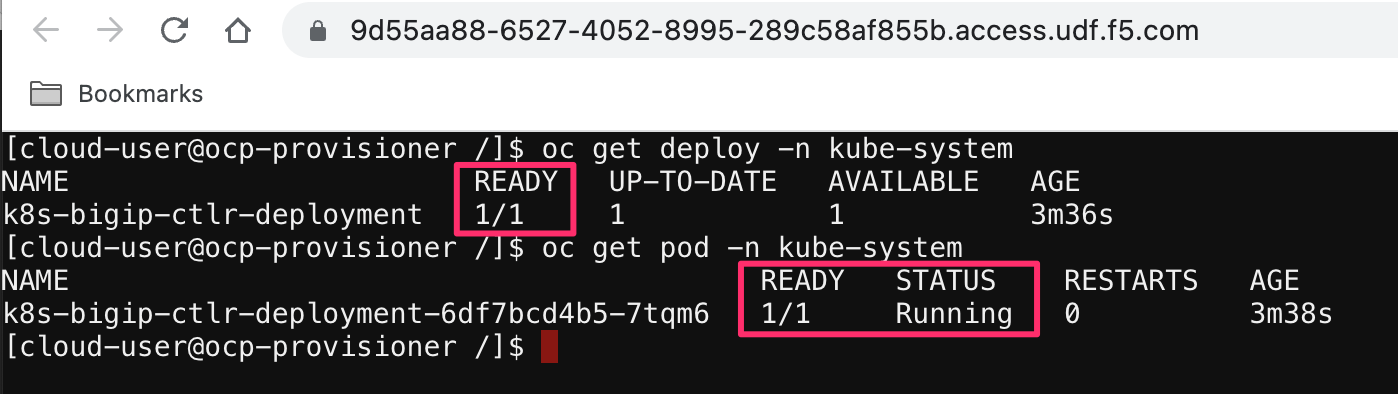 9d55aa88-6527-4052-8995-289c58af855b.access.udf.f5.com
Bookmarks
[cloud-user@ocp-provisioner /]$ oc get deploy -n kube-system
NAME READY UP-TO-DATE AVAILABLE AGE
k8s-bigip-ctlr-deployment 1/1 1 1 3m36s
[cloud-user@ocp-provisioner /]$ oc get pod -n kube-system
NAME READY STATUS RESTARTS AGE
k8s-bigip-ctlr-deployment-6df7bcd4b5-7tqm6 1/1 Running 0 3m38s
[cloud-user@ocp-provisioner /]$